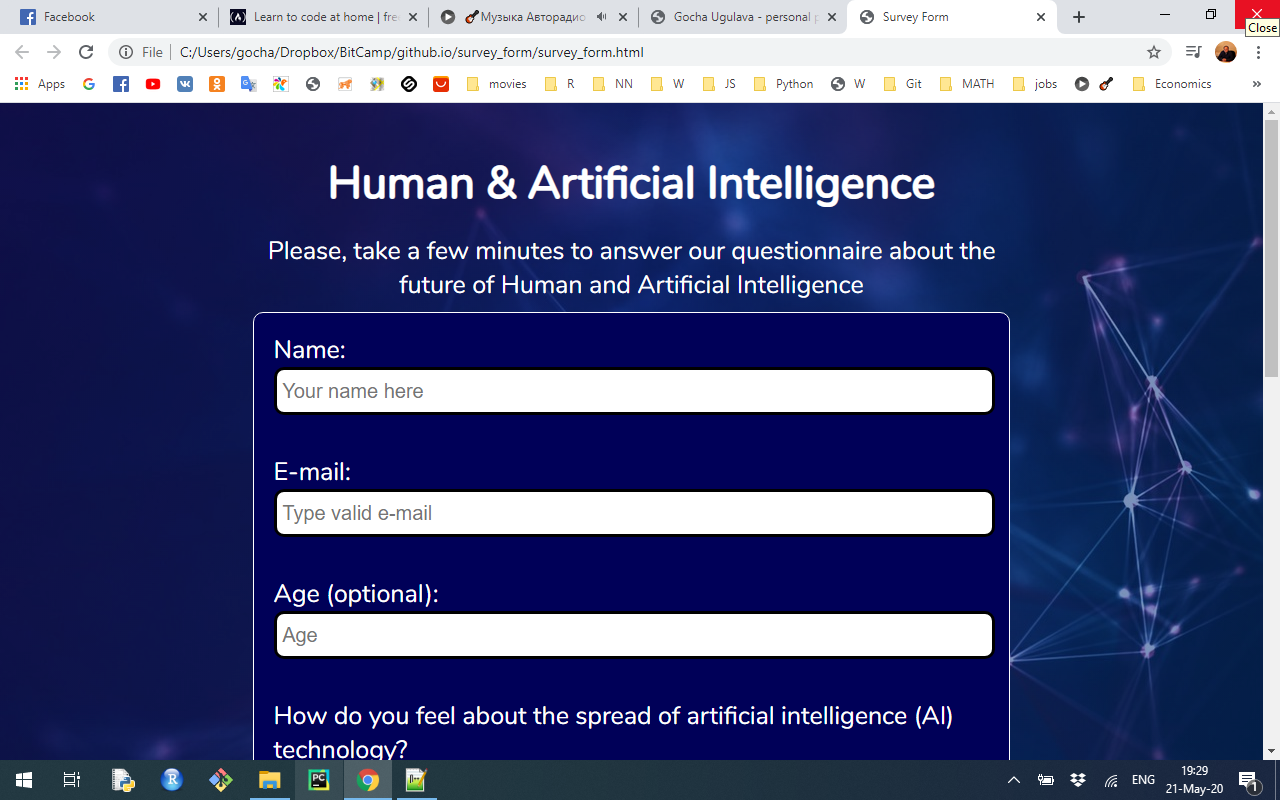 Facebook
Learn to code at home | fre
Музыка Авторадио
Gocha Ugulava - personal p
Survey Form
Close
File
C:/Users/gocha/Dropbox/BitCamp/github.io/survey_form/survey_form.html
Apps
movies
R
NN
W
JS
Python
W
Git
MATH
jobs
Economics
»
Human & Artificial Intelligence
Please, take a few minutes to answer our questionnaire about the
future of Human and Artificial Intelligence
Name:
Your name here
E-mail:
Type valid e-mail
Age (optional):
Age
How do you feel about the spread of artificial intelligence (AI)
technology?
ENG
19:29
21-May-20
1